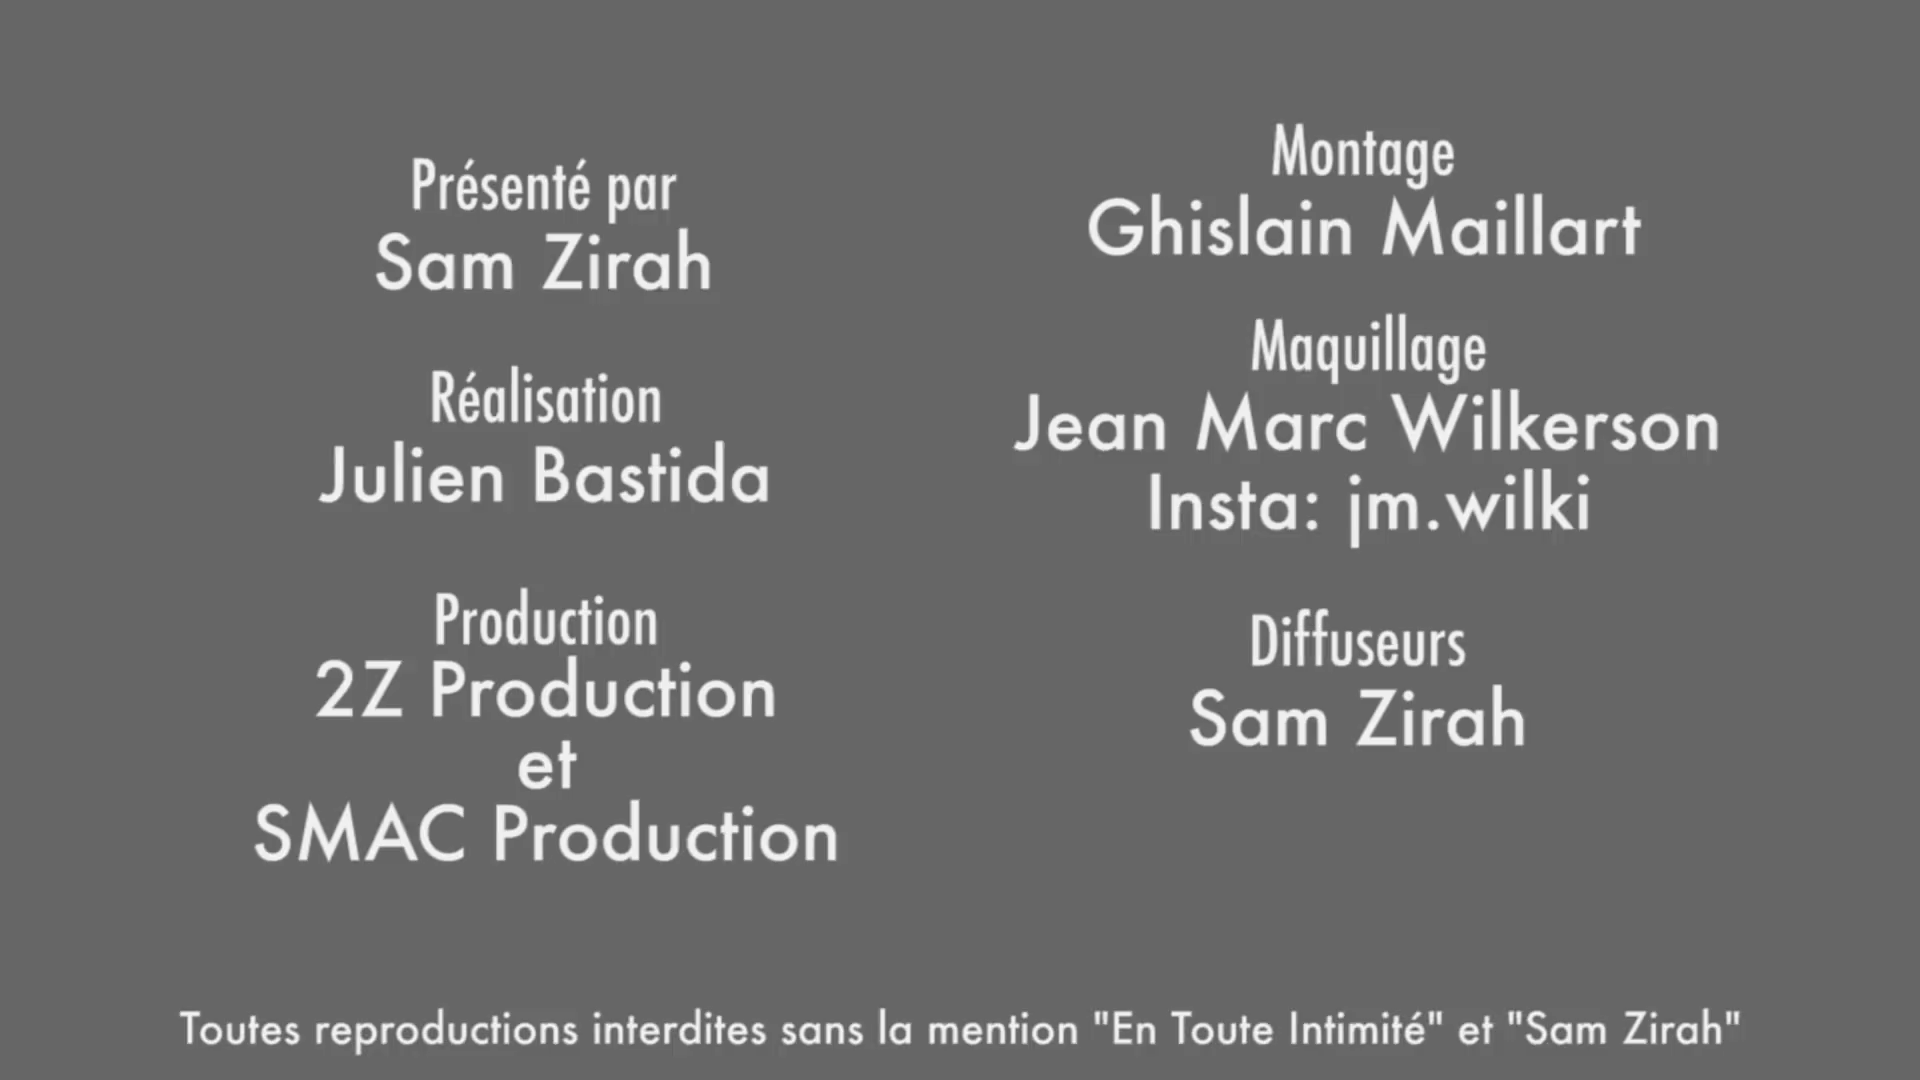 Présenté par
Sam Zirah
Réalisation
Julien Bastida
Production
2Z Production
et
SMAC Production
Montage
Ghislain Maillart
Maquillage
Jean Marc Wilkerson
Insta: jm.wilki
Diffuseurs
Sam Zirah
Toutes reproductions interdites sans la mention "En Toute Intimité" et "Sam Zirah"